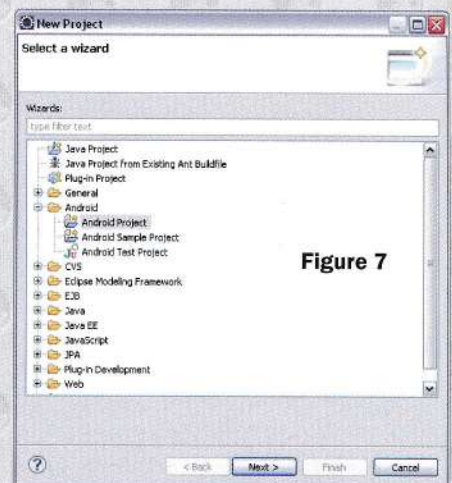 New Project
Select a wizard
Wizards:
type filter text
Java Project
Java Project from Existing Ant Buildfile
Plug-in Project
General
Android
Android Project
Android Sample Project
Android Test Project
CVS
Eclipse Modeling Framework
EJB
Java
Java EE
JavaScript
JPA
Plug-in Development
Web
Figure 7
< Back
Next >
Finish
Cancel